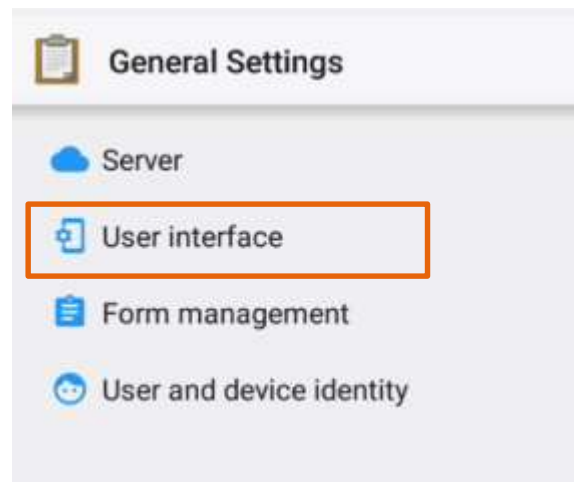 General Settings
Server
User interface
Form management
User and device identity